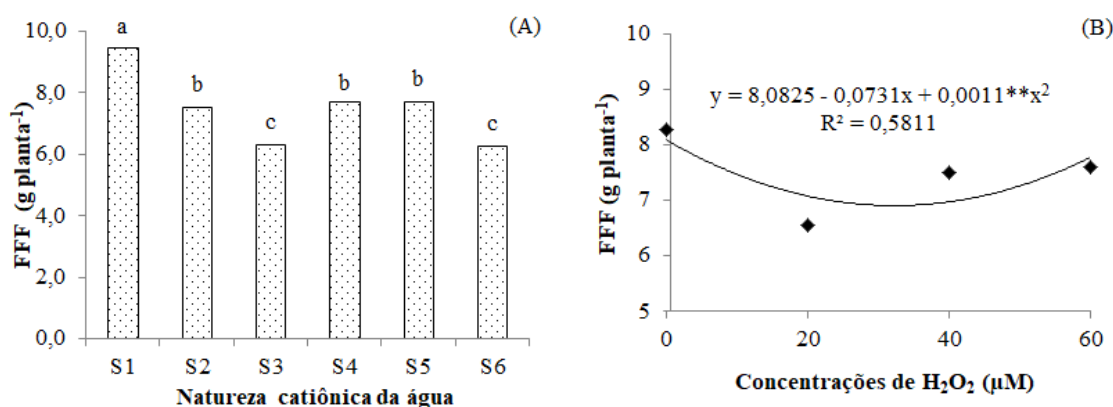 (A)
10,0
8,0
6,0
4,0
2,0
0,0
FFF (g planta⁻¹)
a
b
c
b
b
c
S1 S2 S3 S4 S5 S6
Natureza catiônica da água
(B)
10
9
8
7
6
5
FFF (g planta⁻¹)
y = 8,0825 - 0,0731x + 0,0011**x²
R² = 0,5811
0 20 40 60
Concentrações de H₂O₂ (µM)